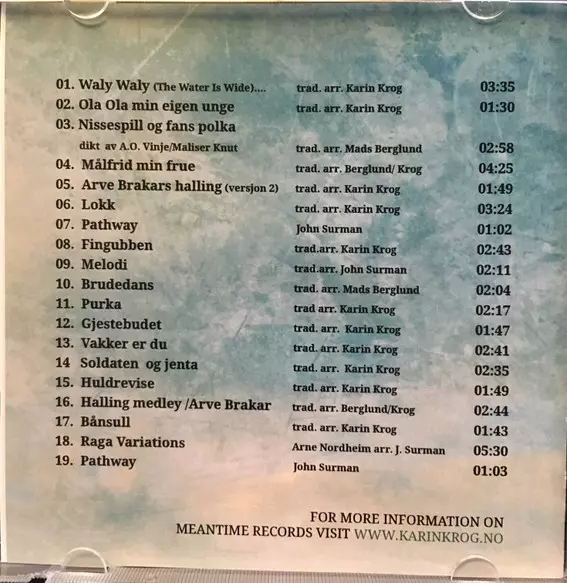 01. Waly Waly (The Water Is Wide).... trad. arr. Karin Krog 03:35
02. Ola Ola min eigen unge trad. arr. Karin Krog 01:30
03. Nissespill og fans polka
dikt av A.O. Vinje/Maliser Knut trad. arr. Mads Berglund 02:58
04. Målfrid min frue trad. arr. Berglund/ Krog 04:25
05. Arve Brakars halling (versjon 2) trad. arr. Karin Krog 01;49
06. Lokk trad. arr. Karin Krog 03:24
07. Pathway John Surman 01:02
08. Fingubben trad.arr. Karin Krog 02:43
09. Melodi trad.arr. John Surman 02:11
10. Brudedans trad. arr. Mads Berglund 02:04
11. Purka trad arr. Karin Krog 02:17
12. Gjestebudet trad. arr. Karin Krog 01:47
13. Vakker er du trad. arr. Karin Krog 02:41
14 Soldaten og jenta trad. arr. Karin Krog 02:35
15. Huldrevise trad. arr. Karin Krog 01:49
16. Halling medley /Arve Brakar trad. arr. Berglund/Krog 02:44
17. Bånsull trad. arr. Karin Krog 01:43
18. Raga Variations Arne Nordheim arr. J. Surman 05:30
19. Pathway John Surman 01:03
FOR MORE INFORMATION ON
MEANTIME RECORDS VISIT WWW.KARINKROG.NO